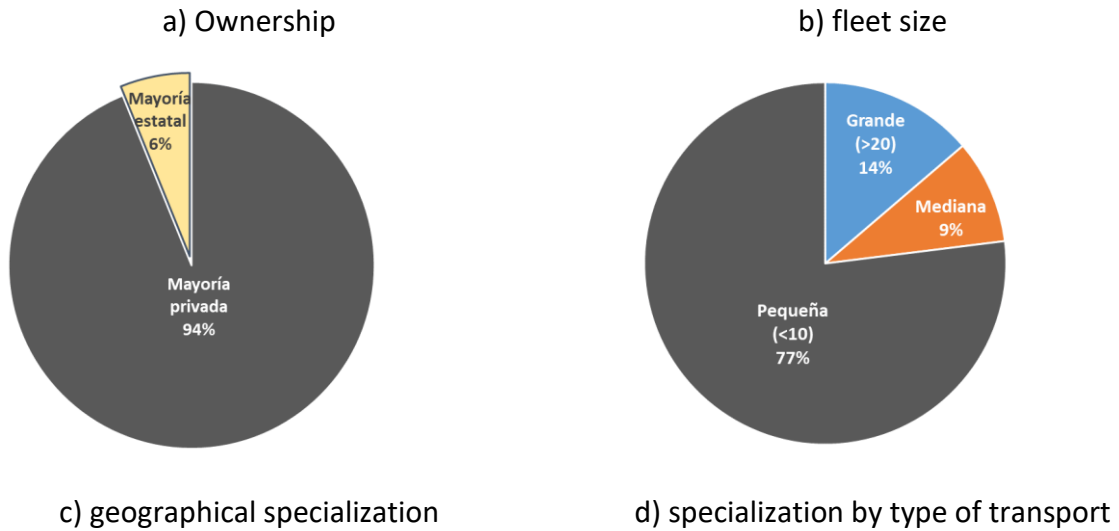 a) Ownership
b) fleet size
Mayoría
estatal
6%
Mayoría
privada
94%
Grande
(>20)
14%
Mediana
9%
Pequeña
(<10)
77%
c) geographical specialization
d) specialization by type of transport